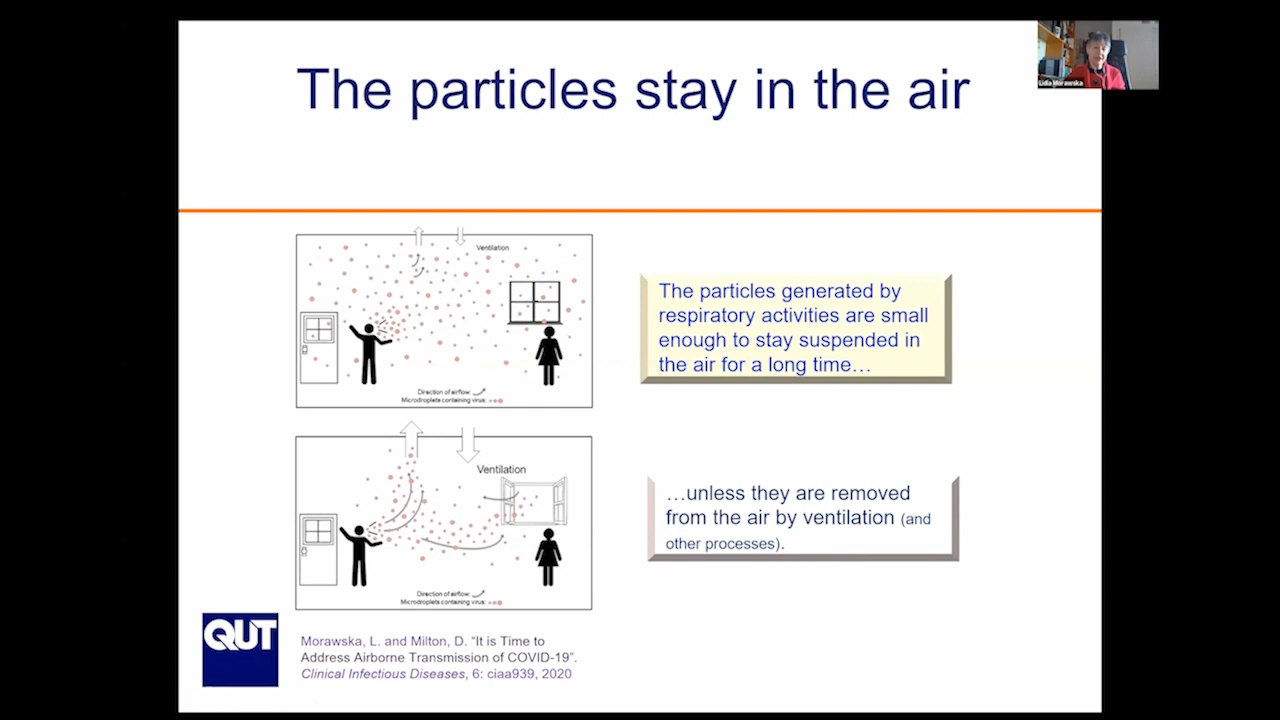 The particles stay in the air
Lidia Morawska
Ventilation
The particles generated by
respiratory activities are small
enough to stay suspended in
the air for a long time…
Direction of airflow:
Microdroplets containing virus:
Ventilation
…unless they are removed
from the air by ventilation (and
other processes).
Direction of airflow:
Microdroplets containing virus:
QUT
Morawska, L. and Milton, D. “It is Time to
Address Airborne Transmission of COVID-19”.
Clinical Infectious Diseases, 6: ciaa939, 2020